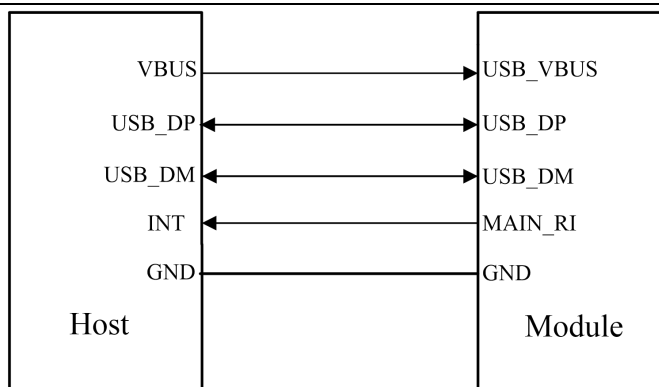 VBUS USB_VBUS
USB_DP USB_DP
USB_DM USB_DM
INT MAIN_RI
GND GND
Host Module